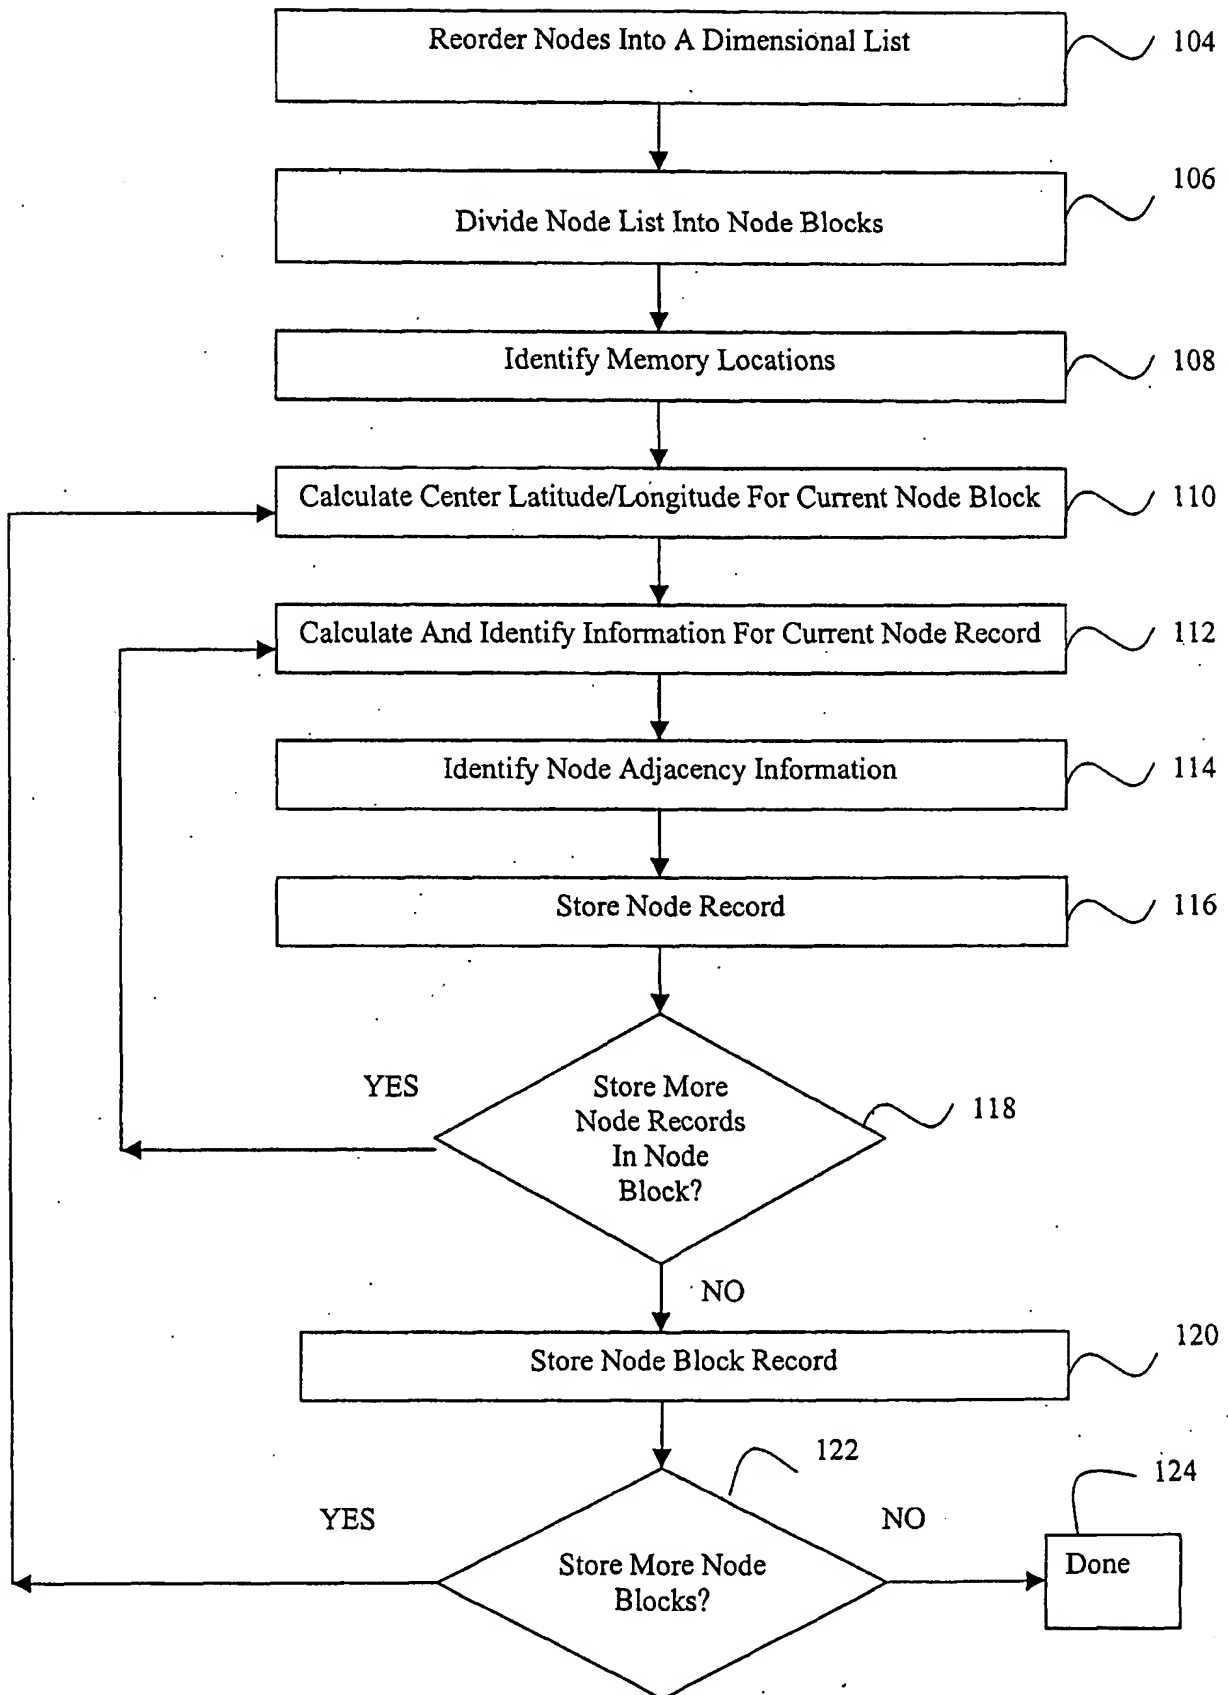 Reorder Nodes Into A Dimensional List
104
106
Divide Node List Into Node Blocks
Identify Memory Locations
108
Calculate Center Latitude/Longitude For Current Node Block
110
Calculate And Identify Information For Current Node Record
112
Identify Node Adjacency Information
114
Store Node Record
116
YES
Store More
Node Records
In Node
Block?
118
NO
Store Node Block Record
120
122
124
YES
NO
Store More Node
Blocks?
Done